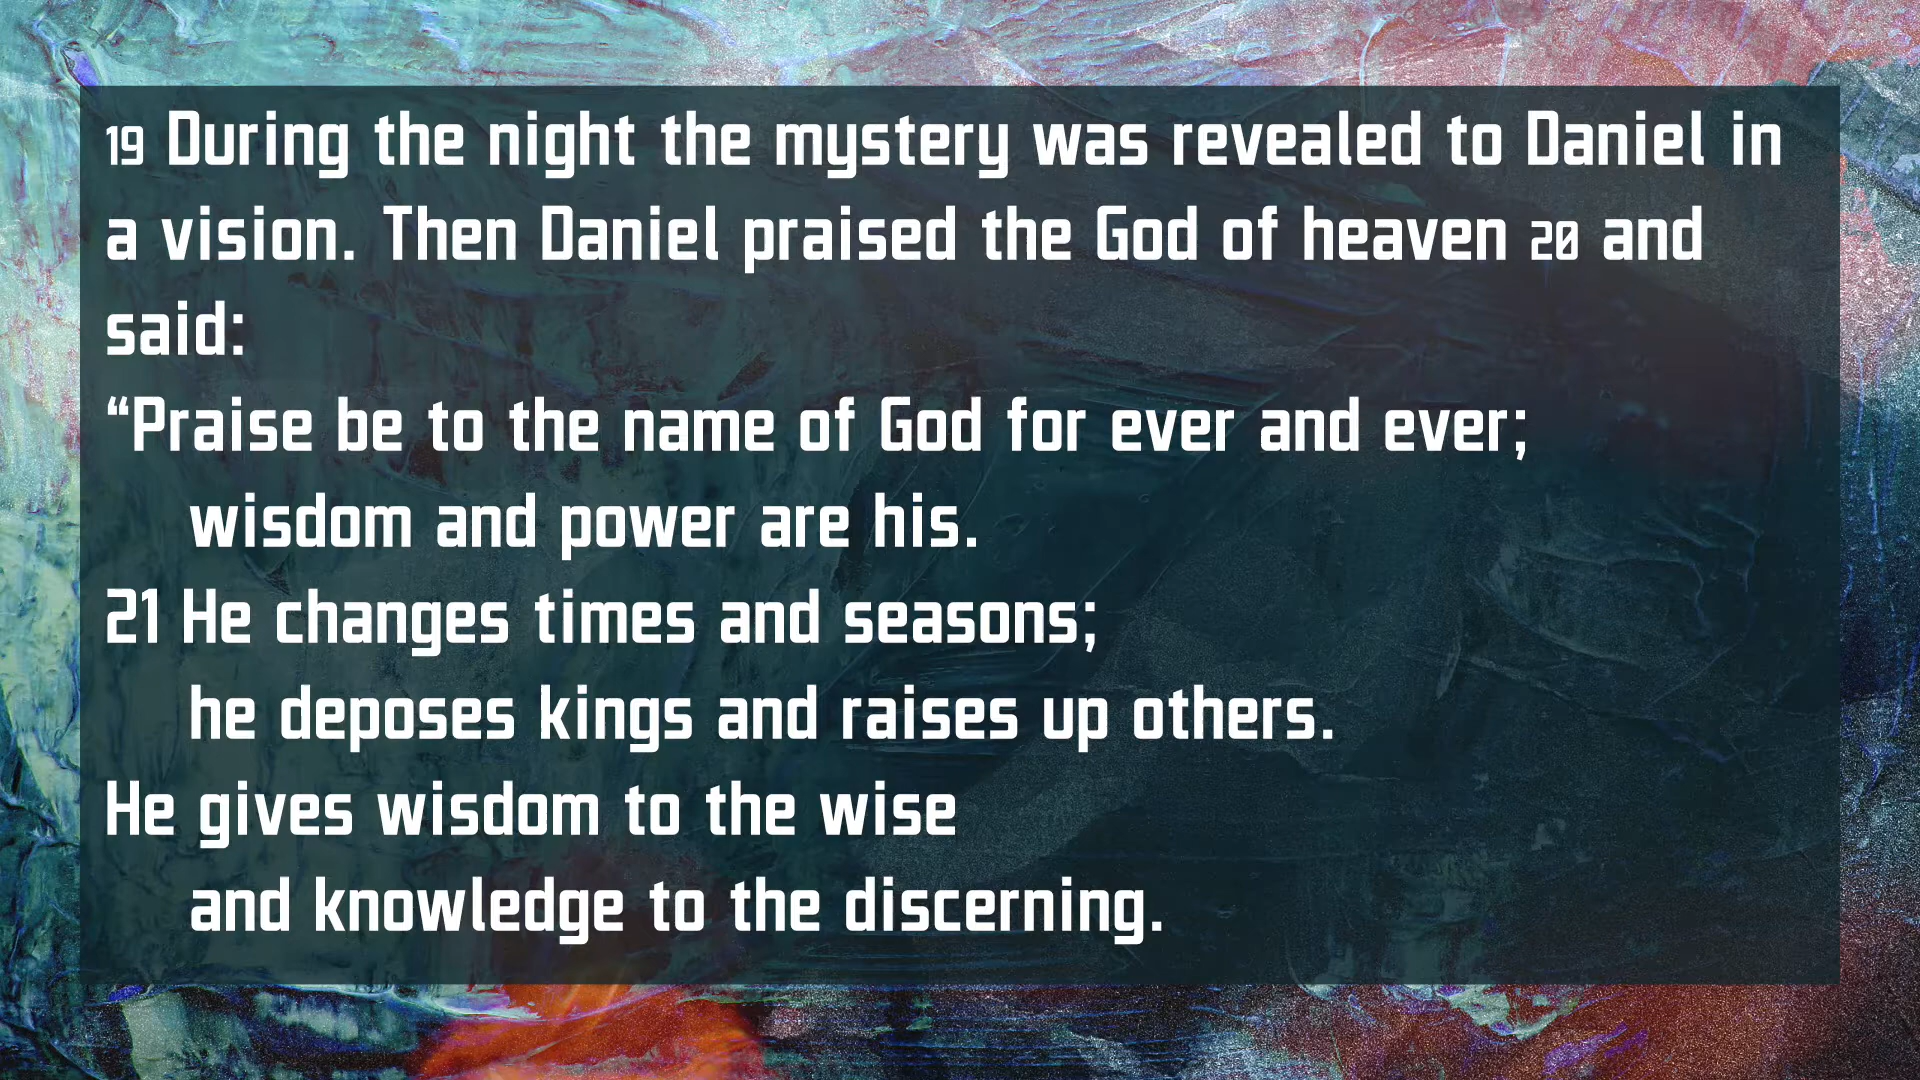 19 During the night the mystery was revealed to Daniel in
a vision. Then Daniel praised the God of heaven 20 and
said:
“Praise be to the name of God for ever and ever;
wisdom and power are his.
21 He changes times and seasons;
he deposes kings and raises up others.
He gives wisdom to the wise
and knowledge to the discerning.